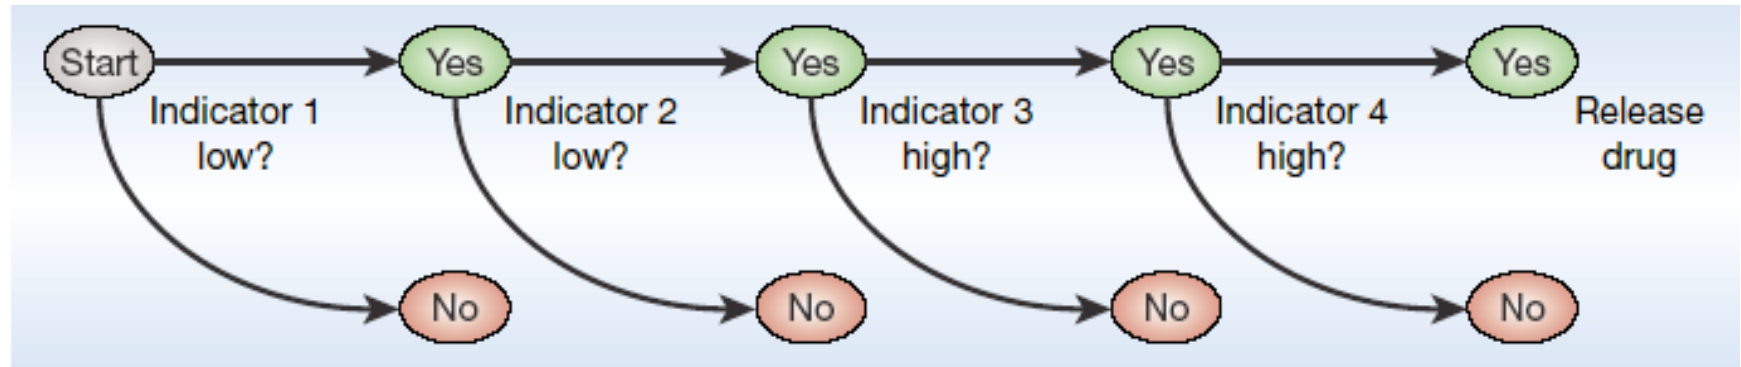 Start
Yes
Yes
Yes
Yes
Indicator 1
low?
Indicator 2
low?
Indicator 3
high?
Indicator 4
high?
Release
drug
No
No
No
No